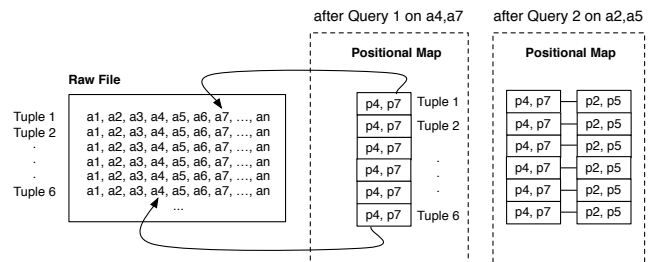 after Query 1 on a4,a7
after Query 2 on a2,a5
Positional Map
Positional Map
Raw File
Tuple 1
a1, a2, a3, a4, a5, a6, a7, ..., an
p4, p7
Tuple 1
p4, p7
p2, p5
Tuple 2
a1, a2, a3, a4, a5, a6, a7, ..., an
p4, p7
Tuple 2
p4, p7
p2, p5
.
a1, a2, a3, a4, a5, a6, a7, ..., an
p4, p7
.
p4, p7
p2, p5
.
a1, a2, a3, a4, a5, a6, a7, ..., an
p4, p7
.
p4, p7
p2, p5
.
a1, a2, a3, a4, a5, a6, a7, ..., an
p4, p7
.
p4, p7
p2, p5
Tuple 6
a1, a2, a3, a4, a5, a6, a7, ..., an
p4, p7
Tuple 6
p4, p7
p2, p5
...